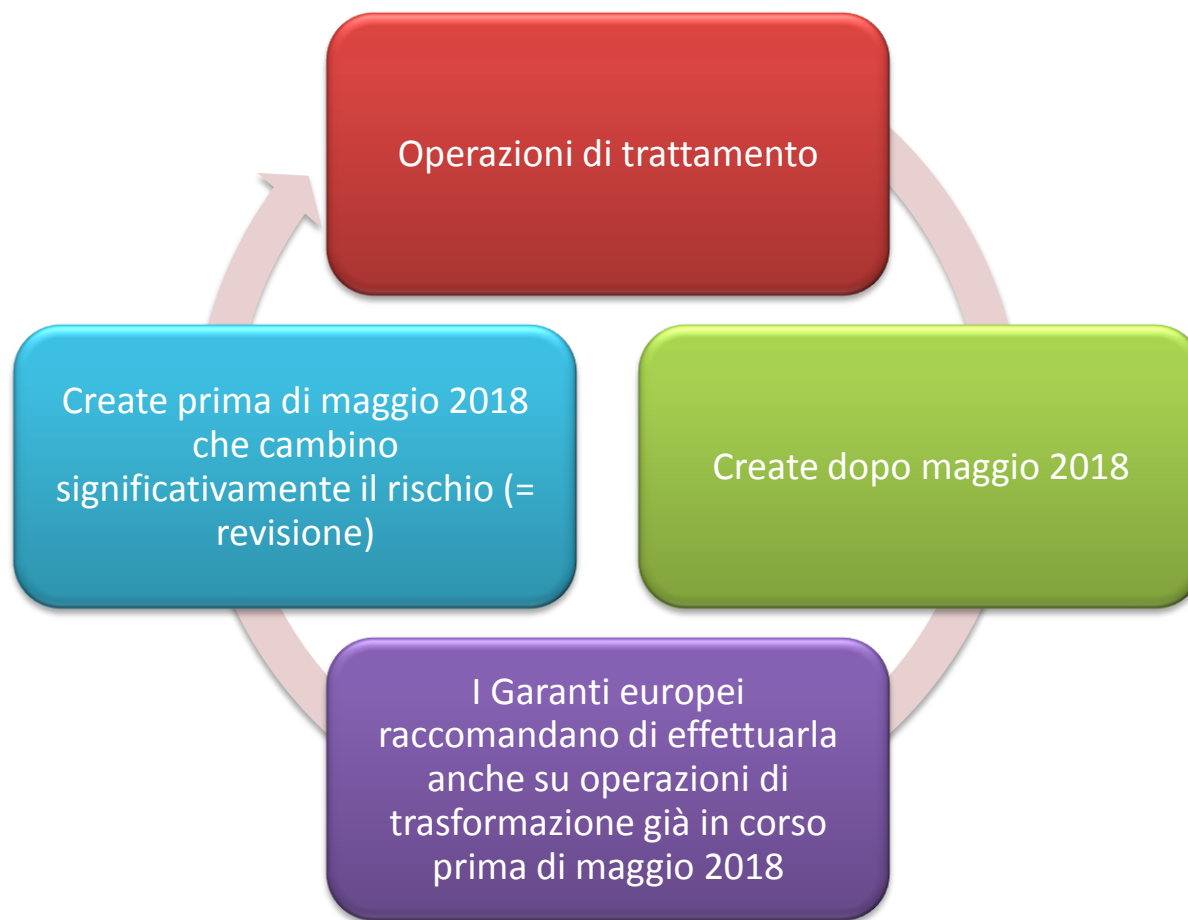 Operazioni di trattamento
Create prima di maggio 2018
che cambino
significativamente il rischio (=
revisione)
Create dopo maggio 2018
I Garanti europei
raccomandano di effettuarla
anche su operazioni di
trasformazione già in corso
prima di maggio 2018